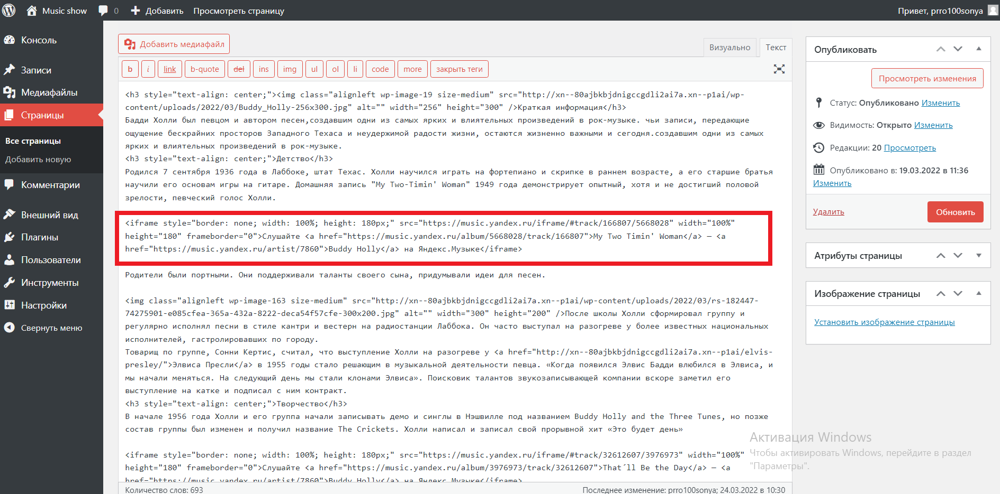 Music show
0
Добавить
Просмотреть страницу
Привет, prro100sonya
Консоль
Записи
Медиафайлы
Страницы
Все страницы
Добавить новую
Комментарии
Внешний вид
Плагины
Пользователи
Инструменты
Настройки
Свернуть меню
Добавить медиафайл
Визуально
Текст
b
i
link
b-quote
del
ins
img
ul
ol
li
code
more
закрыть теги
<h3 style="text-align: center;"><img class="alignleft wp-image-19 size-medium" src="http://xn--80ajbkbjdnigccgdli2ai7a.xn--p1ai/wp-
content/uploads/2022/03/Buddy_Holly-256x300.jpg" alt="" width="256" height="300" />Краткая информация</h3>
Бадди Холли был певцом и автором песен,создавшим одни из самых ярких и влиятельных произведений в рок-музыке. чьи записи, передающие
ощущение бескрайних просторов Западного Техаса и неудержимой радости жизни, остаются жизненно важными и сегодня.создавшим одни из самых
ярких и влиятельных произведений в рок-музыке.
<h3 style="text-align: center;">Детство</h3>
Родился 7 сентября 1936 года в Лаббоке, штат Техас. Холли научился играть на фортепиано и скрипке в раннем возрасте, а его старшие братья
научили его основам игры на гитаре. Домашняя запись "My Two-Timin' Woman" 1949 года демонстрирует опытный, хотя и не достигший половой
зрелости, певческий голос Холли.
<iframe style="border: none; width: 100%; height: 180px;" src="https://music.yandex.ru/iframe/#track/166807/5668028" width="100%"
height="180" frameborder="0">Слушайте <a href="https://music.yandex.ru/album/5668028/track/166807">My Two Timin' Woman</a> — <a
href="https://music.yandex.ru/artist/7860">Buddy Holly</a> на Яндекс.Музыке</iframe>
Родители были портными. Они поддерживали таланты своего сына, придумывали идеи для песен.
<img class="alignleft wp-image-163 size-medium" src="http://xn--80ajbkbjdnigccgdli2ai7a.xn--p1ai/wp-content/uploads/2022/03/rs-182447-
74275901-e085cfea-365a-432a-8222-deca54f57cfe-300x200.jpg" alt="" width="300" height="200" />После школы Холли сформировал группу и
регулярно исполнял песни в стиле кантри и вестерн на радиостанции Лаббока. Он часто выступал на разогреве у более известных национальных
исполнителей, гастролировавших по городу.
Товарищ по группе, Сонни Кертис, считал, что выступление Холли на разогреве у <a href="http://xn--80ajbkbjdnigccgdli2ai7a.xn--p1ai/elvis-
presley/">Элвиса Пресли</a> в 1955 годы стало решающим в музыкальной деятельности певца. «Когда появился Элвис Бадди влюбился в Элвиса, и
мы начали меняться. На следующий день мы стали клонами Элвиса». Поисковик талантов звукозаписывающей компании вскоре заметил его
выступление на катке и подписал с ним контракт.
<h3 style="text-align: center;">Творчество</h3>
В начале 1956 года Холли и его группа начали записывать демо и синглы в Нэшвилле под названием Buddy Holly and the Three Tunes, но позже
состав группы был изменен и получил название The Crickets. Холли написал и записал свой прорывной хит «Это будет день»
<iframe style="border: none; width: 100%; height: 180px;" src="https://music.yandex.ru/iframe/#track/32612607/3976973" width="100%"
height="180" frameborder="0">Слушайте <a href="https://music.yandex.ru/album/3976973/track/32612607">That´ll Be the Day</a> — <a
href="https://music.yandex.ru/artist/7860">Buddy Holly</a> на Яндекс.Музыке</iframe>
Количество слов: 693
Последнее изменение: prro100sonya; 24.03.2022 в 10:30
Опубликовать
Просмотреть изменения
Статус: Опубликовано Изменить
Видимость: Открыто Изменить
Редакции: 20 Просмотреть
Опубликовано в: 19.03.2022 в 11:36
Изменить
Удалить
Обновить
Атрибуты страницы
Изображение страницы
Установить изображение страницы
Активация Windows
Чтобы активировать Windows, перейдите в раздел
"Параметры".